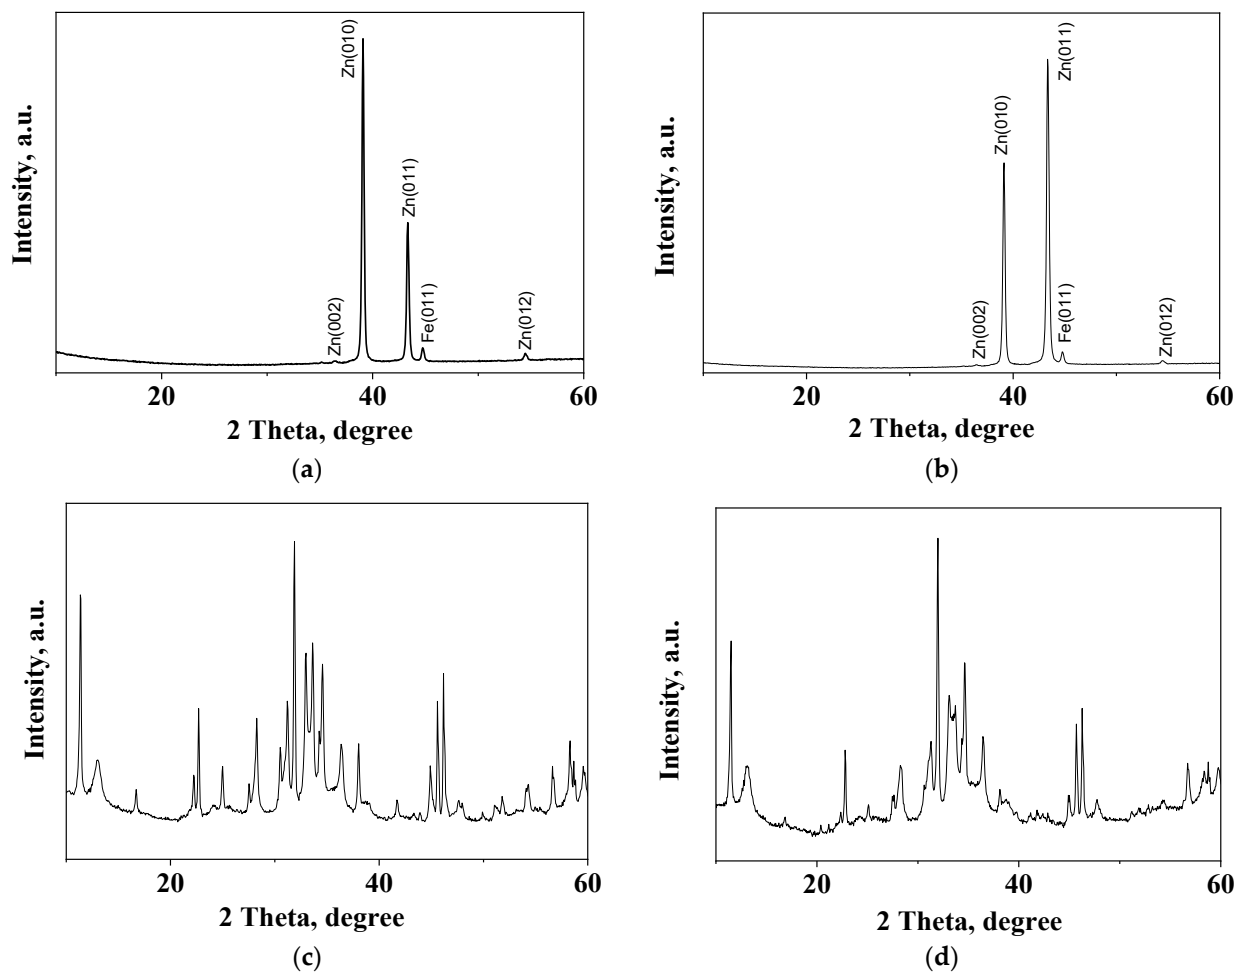 Intensity, a.u.
Zn(002)
Zn(010)
Zn(011)
Fe(011)
Zn(012)
20
40
60
2 Theta, degree
(a)
Intensity, a.u.
Zn(002)
Zn(010)
Zn(011)
Fe(011)
Zn(012)
20
40
60
2 Theta, degree
(b)
Intensity, a.u.
20
40
60
2 Theta, degree
(c)
Intensity, a.u.
20
40
60
2 Theta, degree
(d)